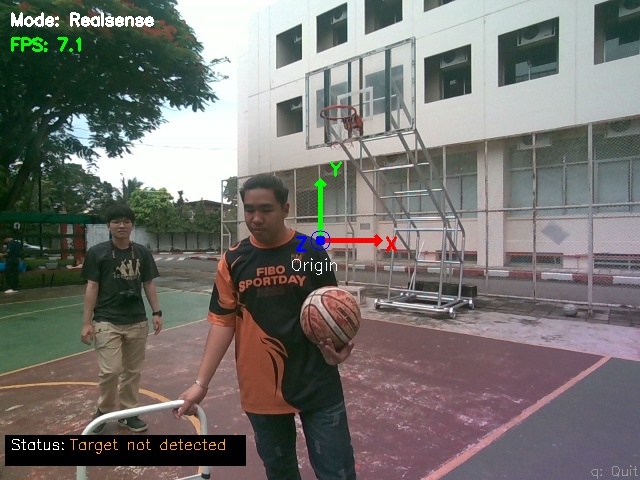 Mode: Realsense
FPS: 7.1
Y
Z
X
Origin
FIBO
SPORTDAY
Status: Target not detected
q: Quit